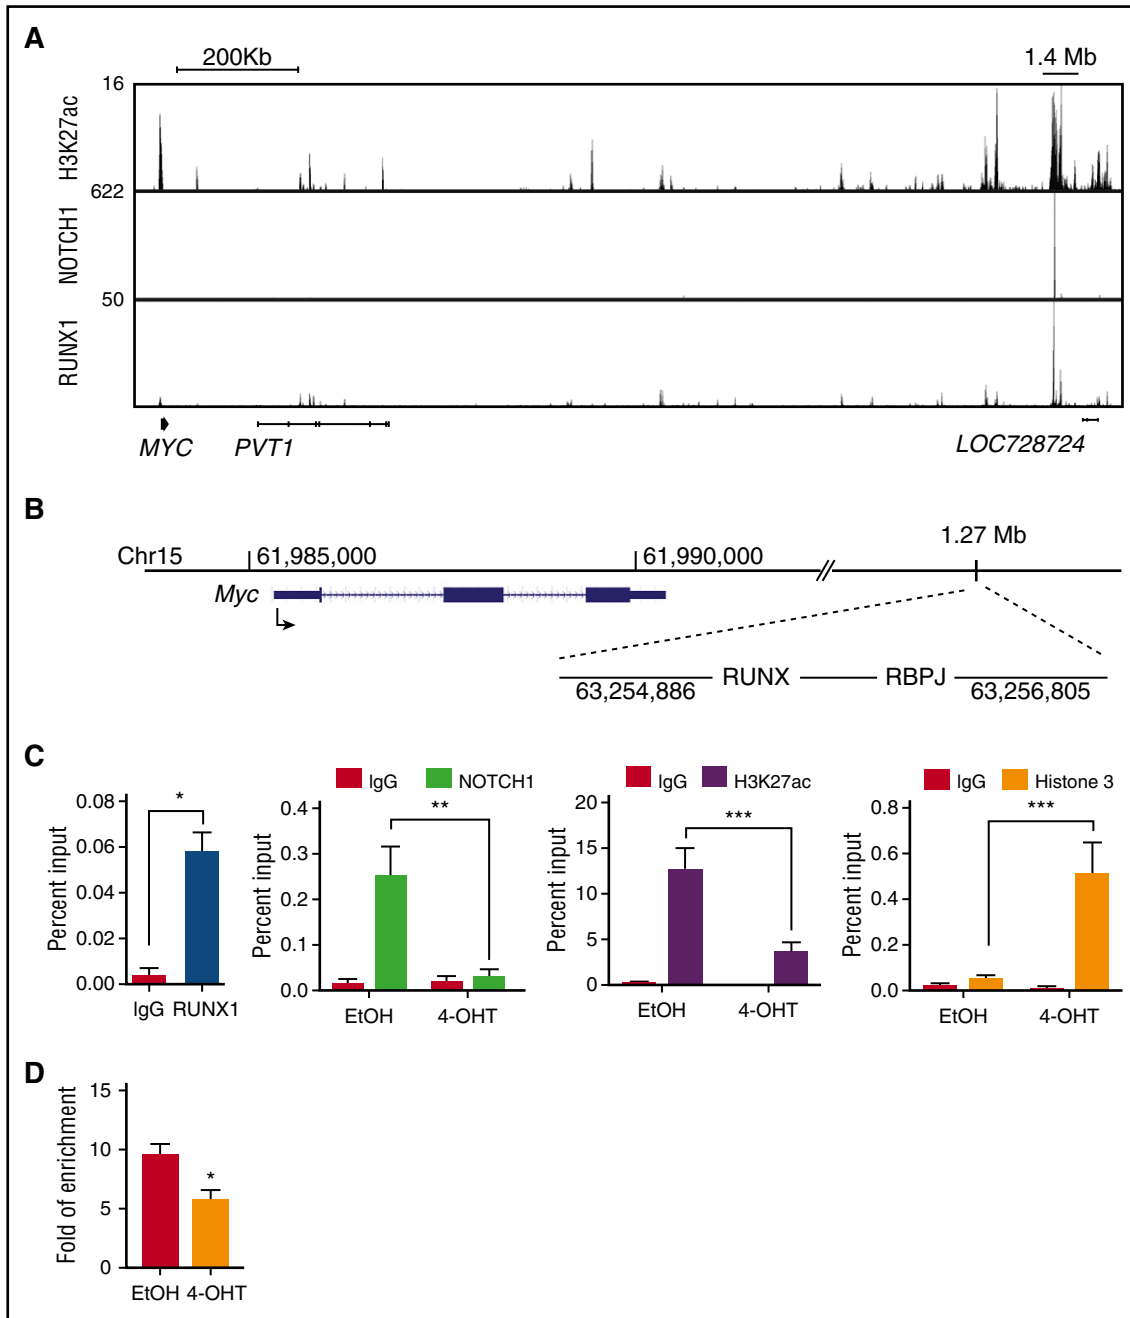 A
200Kb
1.4 Mb
16
H3K27ac
622
NOTCH1
50
RUNX1
MYC
PVT1
LOC728724
B
1.27 Mb
Chr15
61,985,000
61,990,000
Myc
RUNX
RBPJ
63,254,886
63,256,805
C
Percent input
0.08
0.06
0.04
0.02
0.00
*
IgG RUNX1
IgG NOTCH1
Percent input
0.4
0.3
0.2
0.1
0.0
**
EtOH 4-OHT
IgG H3K27ac
Percent input
20
15
10
5
0
***
EtOH 4-OHT
IgG Histone 3
Percent input
0.8
0.6
0.4
0.2
0.0
***
EtOH 4-OHT
D
Fold of enrichment
15
10
5
0
*
EtOH 4-OHT